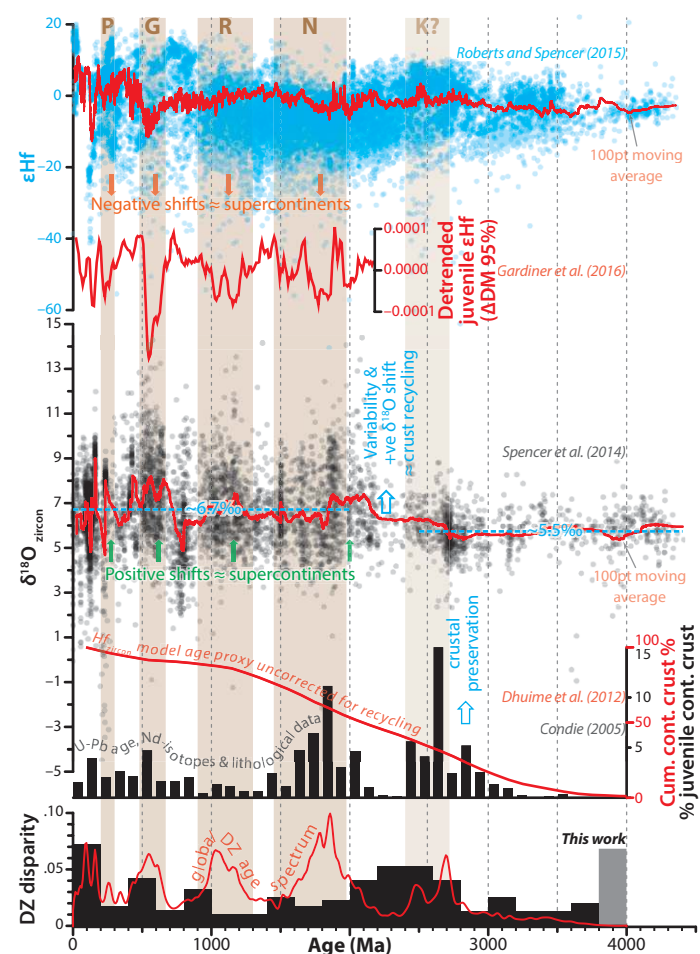 P G R N K?
20
0
−20
−40
−60
εHf
Roberts and Spencer (2015)
100pt moving
average
Negative shifts ≈ supercontinents
0.0001
0.0000
−0.0001
Detrended
juvenile εHf
(ΔDM 95%)
Gardiner et al. (2016)
15
13
11
9
7
5
3
1
−1
−3
−5
δ18O zircon
Variability &
+ve δ18O shift
≈ crust recycling
Spencer et al. (2014)
~6.7‰
~5.5‰
100pt moving
average
Positive shifts ≈ supercontinents
Hf zircon model age proxy uncorrected for recycling
U-Pb age, Nd-isotopes & lithological data
crustal
preservation
Dhuime et al. (2012)
Condie (2005)
100
50
0
15
10
5
0
Cum. cont. crust %
% juvenile cont. crust
.10
.05
0
DZ disparity
global DZ age spectrum
This work
0 1000 3000 4000
Age (Ma)